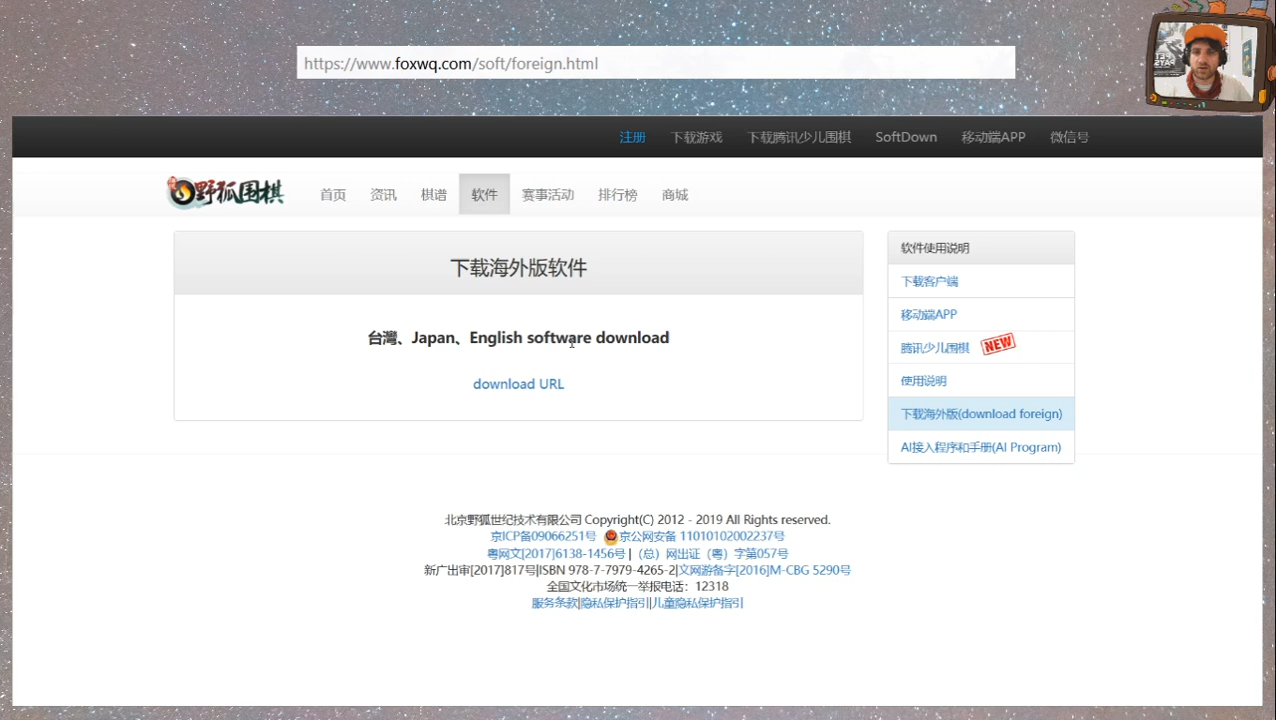 https://www.foxwq.com/soft/foreign.html
注册 下载游戏 下载腾讯少儿围棋 SoftDown 移动端APP 微信号
野狐围棋 首页 资讯 棋谱 软件 赛事活动 排行榜 商城
下载海外版软件
台灣、Japan、English software download
download URL
软件使用说明
下载客户端
移动端APP
腾讯少儿围棋 NEW
使用说明
下载海外版(download foreign)
AI接入程序和手册(AI Program)
北京野狐世纪技术有限公司 Copyright(C) 2012 - 2019 All Rights reserved.
京ICP备09066251号 京公网安备 11010102002237号
粤网文[2017]6138-1456号 |（总）网出证（粤）字第057号
新广出审[2017]817号|ISBN 978-7-7979-4265-2|文网游备字[2016]M-CBG 5290号
全国文化市场统一举报电话：12318
服务条款|隐私保护指引|儿童隐私保护指引